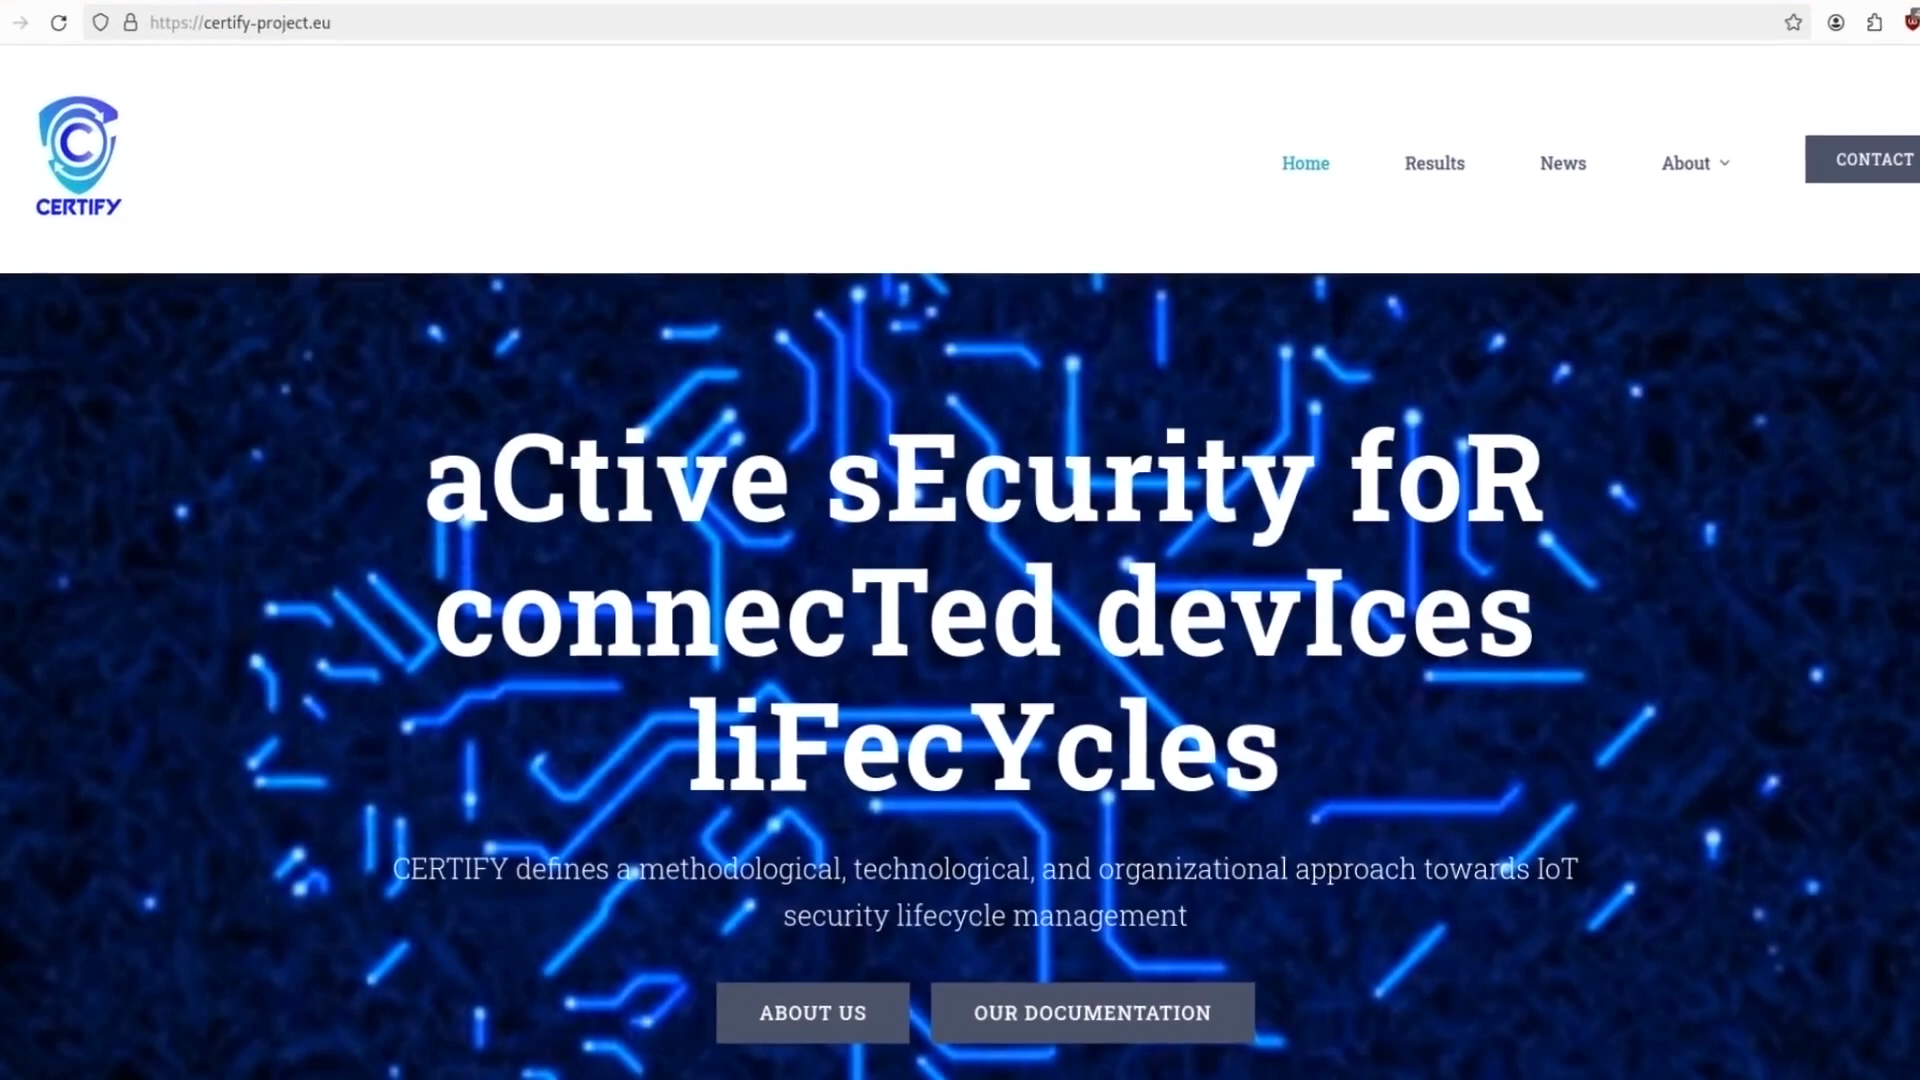 https://certify-project.eu
C
CERTIFY
Home
Results
News
About
CONTACT
aCtive sEcurity foR
connecTed devIces
liFecYcles
CERTIFY defines a methodological, technological, and organizational approach towards IoT
security lifecycle management
ABOUT US
OUR DOCUMENTATION